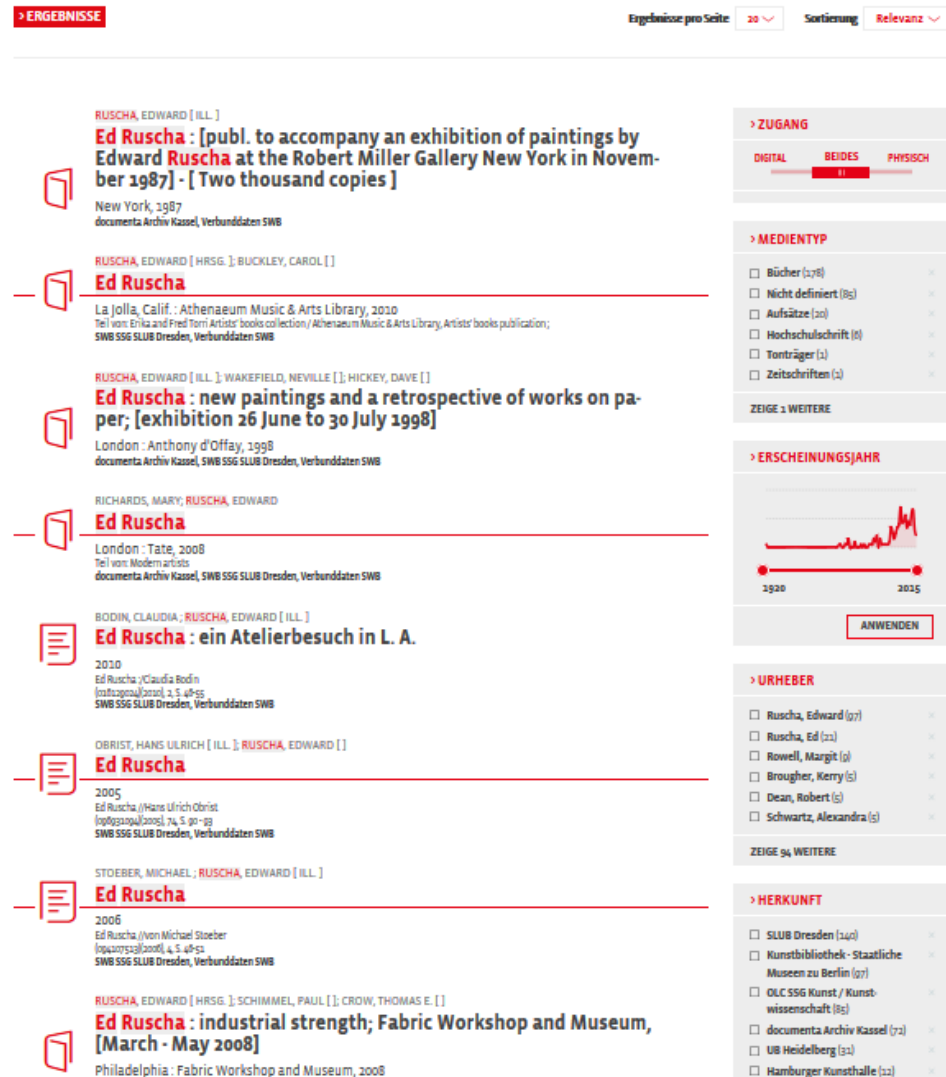 > ERGEBNISSE
Ergebnisse pro Seite 20 Sortierung Relevanz
RUSCHA, EDWARD [ ILL. ]
Ed Ruscha : [publ. to accompany an exhibition of paintings by
Edward Ruscha at the Robert Miller Gallery New York in Novem-
ber 1987] - [ Two thousand copies ]
New York, 1987
documenta Archiv Kassel, Verbunddaten SWB
RUSCHA, EDWARD [ HRSG. ]; BUCKLEY, CAROL [ ]
Ed Ruscha
La Jolla, Calif. : Athenaeum Music & Arts Library, 2010
Teil von: Erika and Fred Torri Artists' books collection / Athenaeum Music & Arts Library, Artists' books publication ;
SWB SSG SLUB Dresden, Verbunddaten SWB
RUSCHA, EDWARD [ ILL. ]; WAKEFIELD, NEVILLE [ ]; HICKEY, DAVE [ ]
Ed Ruscha : new paintings and a retrospective of works on pa-
per; [exhibition 26 June to 30 July 1998]
London : Anthony d'Offay, 1998
documenta Archiv Kassel, SWB SSG SLUB Dresden, Verbunddaten SWB
RICHARDS, MARY; RUSCHA, EDWARD
Ed Ruscha
London : Tate, 2008
Teil von: Modern artists
documenta Archiv Kassel, SWB SSG SLUB Dresden, Verbunddaten SWB
BODIN, CLAUDIA ; RUSCHA, EDWARD [ ILL. ]
Ed Ruscha : ein Atelierbesuch in L. A.
2010
Ed Ruscha :/Claudia Bodin
(2010), 2, S. 46-55
SWB SSG SLUB Dresden, Verbunddaten SWB
OBRIST, HANS ULRICH [ ILL. ]; RUSCHA, EDWARD [ ]
Ed Ruscha
2005
Ed Ruscha //Hans Ulrich Obrist
(2005), 74, S. 90 - 93
SWB SSG SLUB Dresden, Verbunddaten SWB
STOEBER, MICHAEL ; RUSCHA, EDWARD [ ILL. ]
Ed Ruscha
2006
Ed Ruscha //von Michael Stoeber
(094107513)(2006), 4, S. 46-51
SWB SSG SLUB Dresden, Verbunddaten SWB
RUSCHA, EDWARD [ HRSG. ]; SCHIMMEL, PAUL [ ]; CROW, THOMAS E. [ ]
Ed Ruscha : industrial strength; Fabric Workshop and Museum,
[March - May 2008]
Philadelphia : Fabric Workshop and Museum, 2008
> ZUGANG
DIGITAL BEIDES PHYSISCH
> MEDIENTYP
Bücher (178)
Nicht definiert (85)
Aufsätze (20)
Hochschulschrift (6)
Tonträger (1)
Zeitschriften (1)
ZEIGE 1 WEITERE
> ERSCHEINUNGSJAHR
1920 2015
ANWENDEN
> URHEBER
Ruscha, Edward (97)
Ruscha, Ed (21)
Rowell, Margit (9)
Brougher, Kerry (5)
Dean, Robert (5)
Schwartz, Alexandra (5)
ZEIGE 94 WEITERE
> HERKUNFT
SLUB Dresden (140)
Kunstbibliothek - Staatliche
Museen zu Berlin (97)
OLC SSG Kunst / Kunst-
wissenschaft (85)
documenta Archiv Kassel (72)
UB Heidelberg (31)
Hamburger Kunsthalle (12)